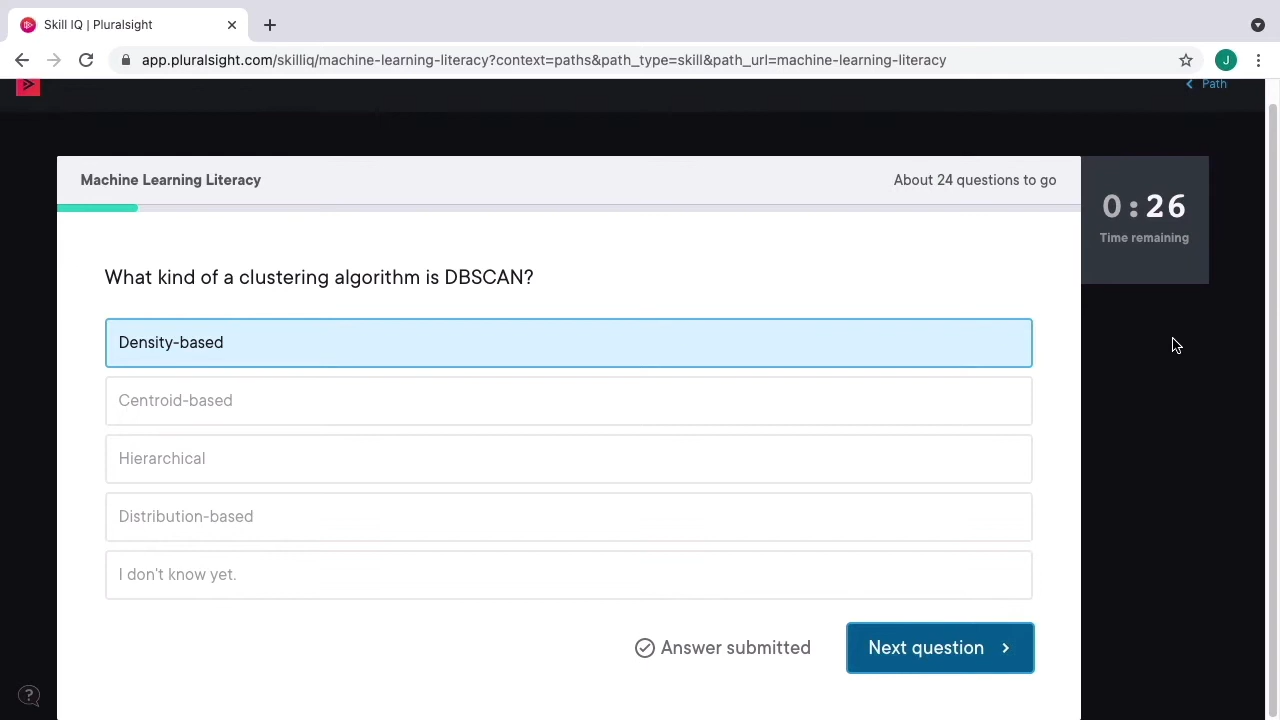 Skill IQ | Pluralsight
app.pluralsight.com/skilliq/machine-learning-literacy?context=paths&path_type=skill&path_url=machine-learning-literacy
J
Path
Machine Learning Literacy
About 24 questions to go
0:26
Time remaining
What kind of a clustering algorithm is DBSCAN?
Density-based
Centroid-based
Hierarchical
Distribution-based
I don't know yet.
Answer submitted
Next question
?